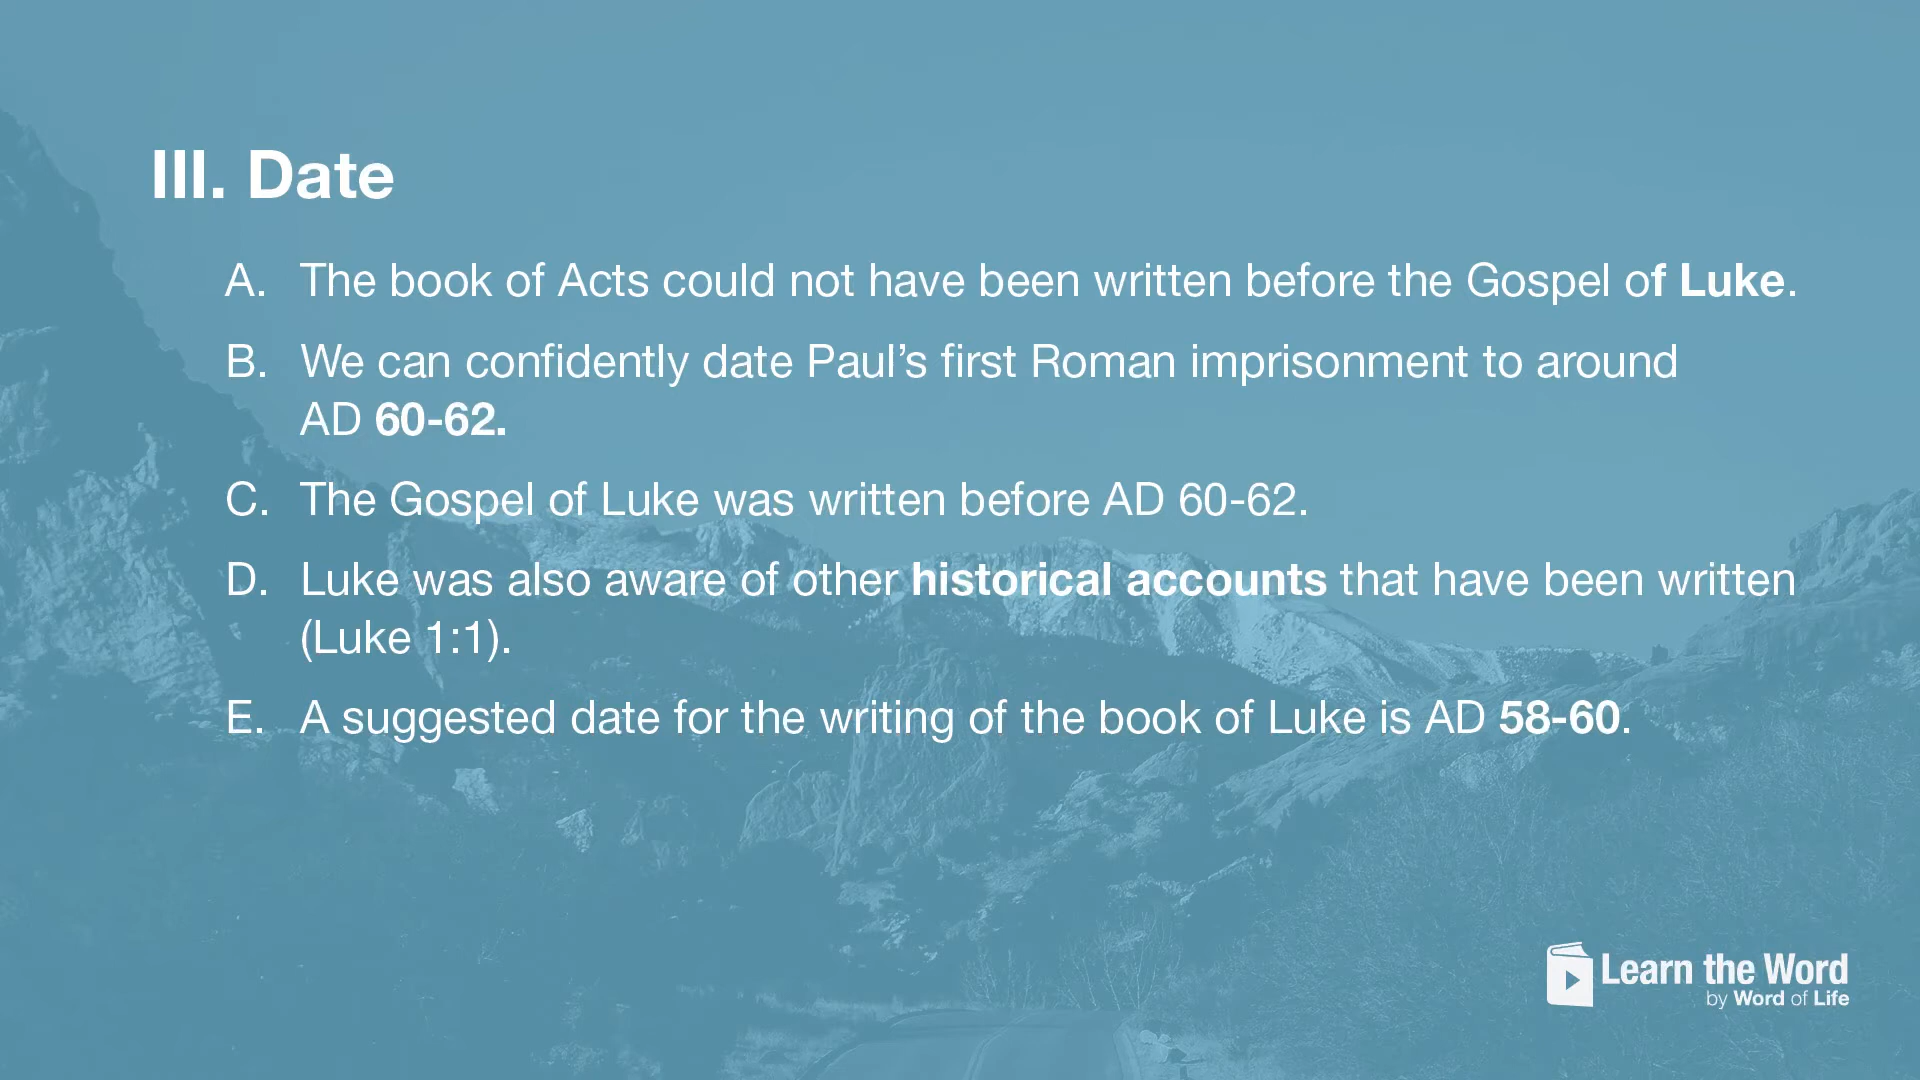 III. Date
A. The book of Acts could not have been written before the Gospel of Luke.
B. We can confidently date Paul’s first Roman imprisonment to around
AD 60-62.
C. The Gospel of Luke was written before AD 60-62.
D. Luke was also aware of other historical accounts that have been written
(Luke 1:1).
E. A suggested date for the writing of the book of Luke is AD 58-60.
Learn the Word
by Word of Life